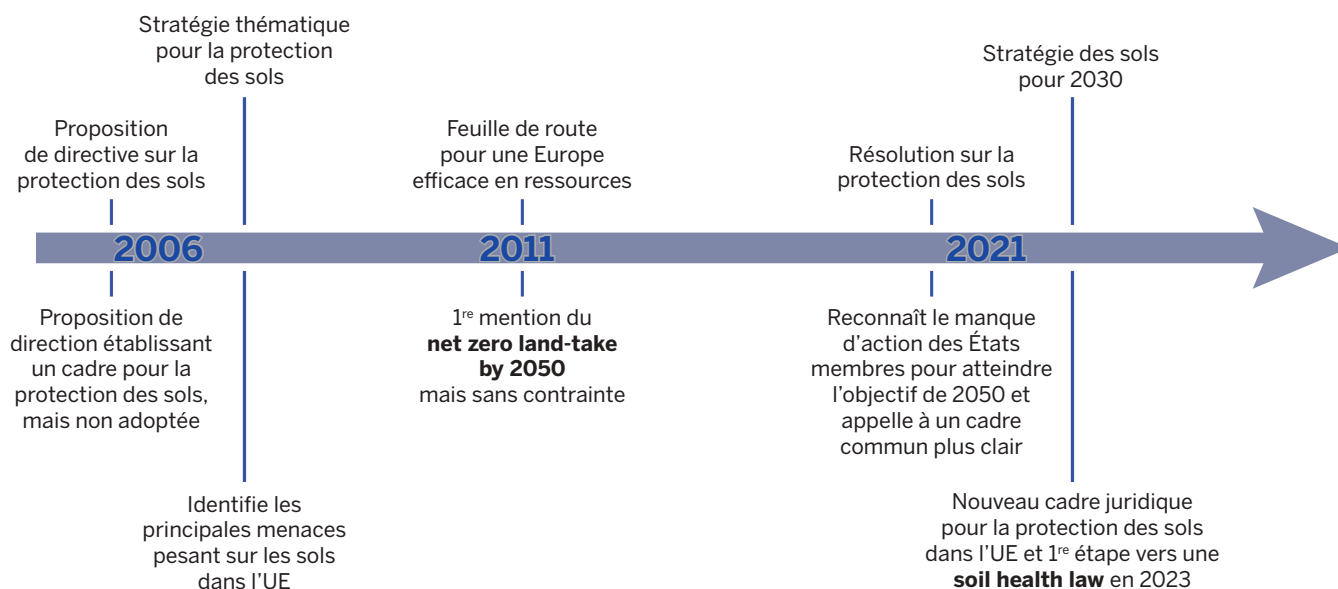 Stratégie thématique
pour la protection
des sols
Stratégie des sols
pour 2030
Proposition
de directive sur la
protection des sols
Feuille de route
pour une Europe
efficace en ressources
Résolution sur la
protection des sols
2006
2011
2021
Proposition de
direction établissant
un cadre pour la
protection des sols,
mais non adoptée
1re mention du
net zero land-take
by 2050
mais sans contrainte
Reconnaît le manque
d'action des États
membres pour atteindre
l'objectif de 2050 et
appelle à un cadre
commun plus clair
Identifie les
principales menaces
pesant sur les sols
dans l'UE
Nouveau cadre juridique
pour la protection des sols
dans l'UE et 1re étape vers une
soil health law en 2023